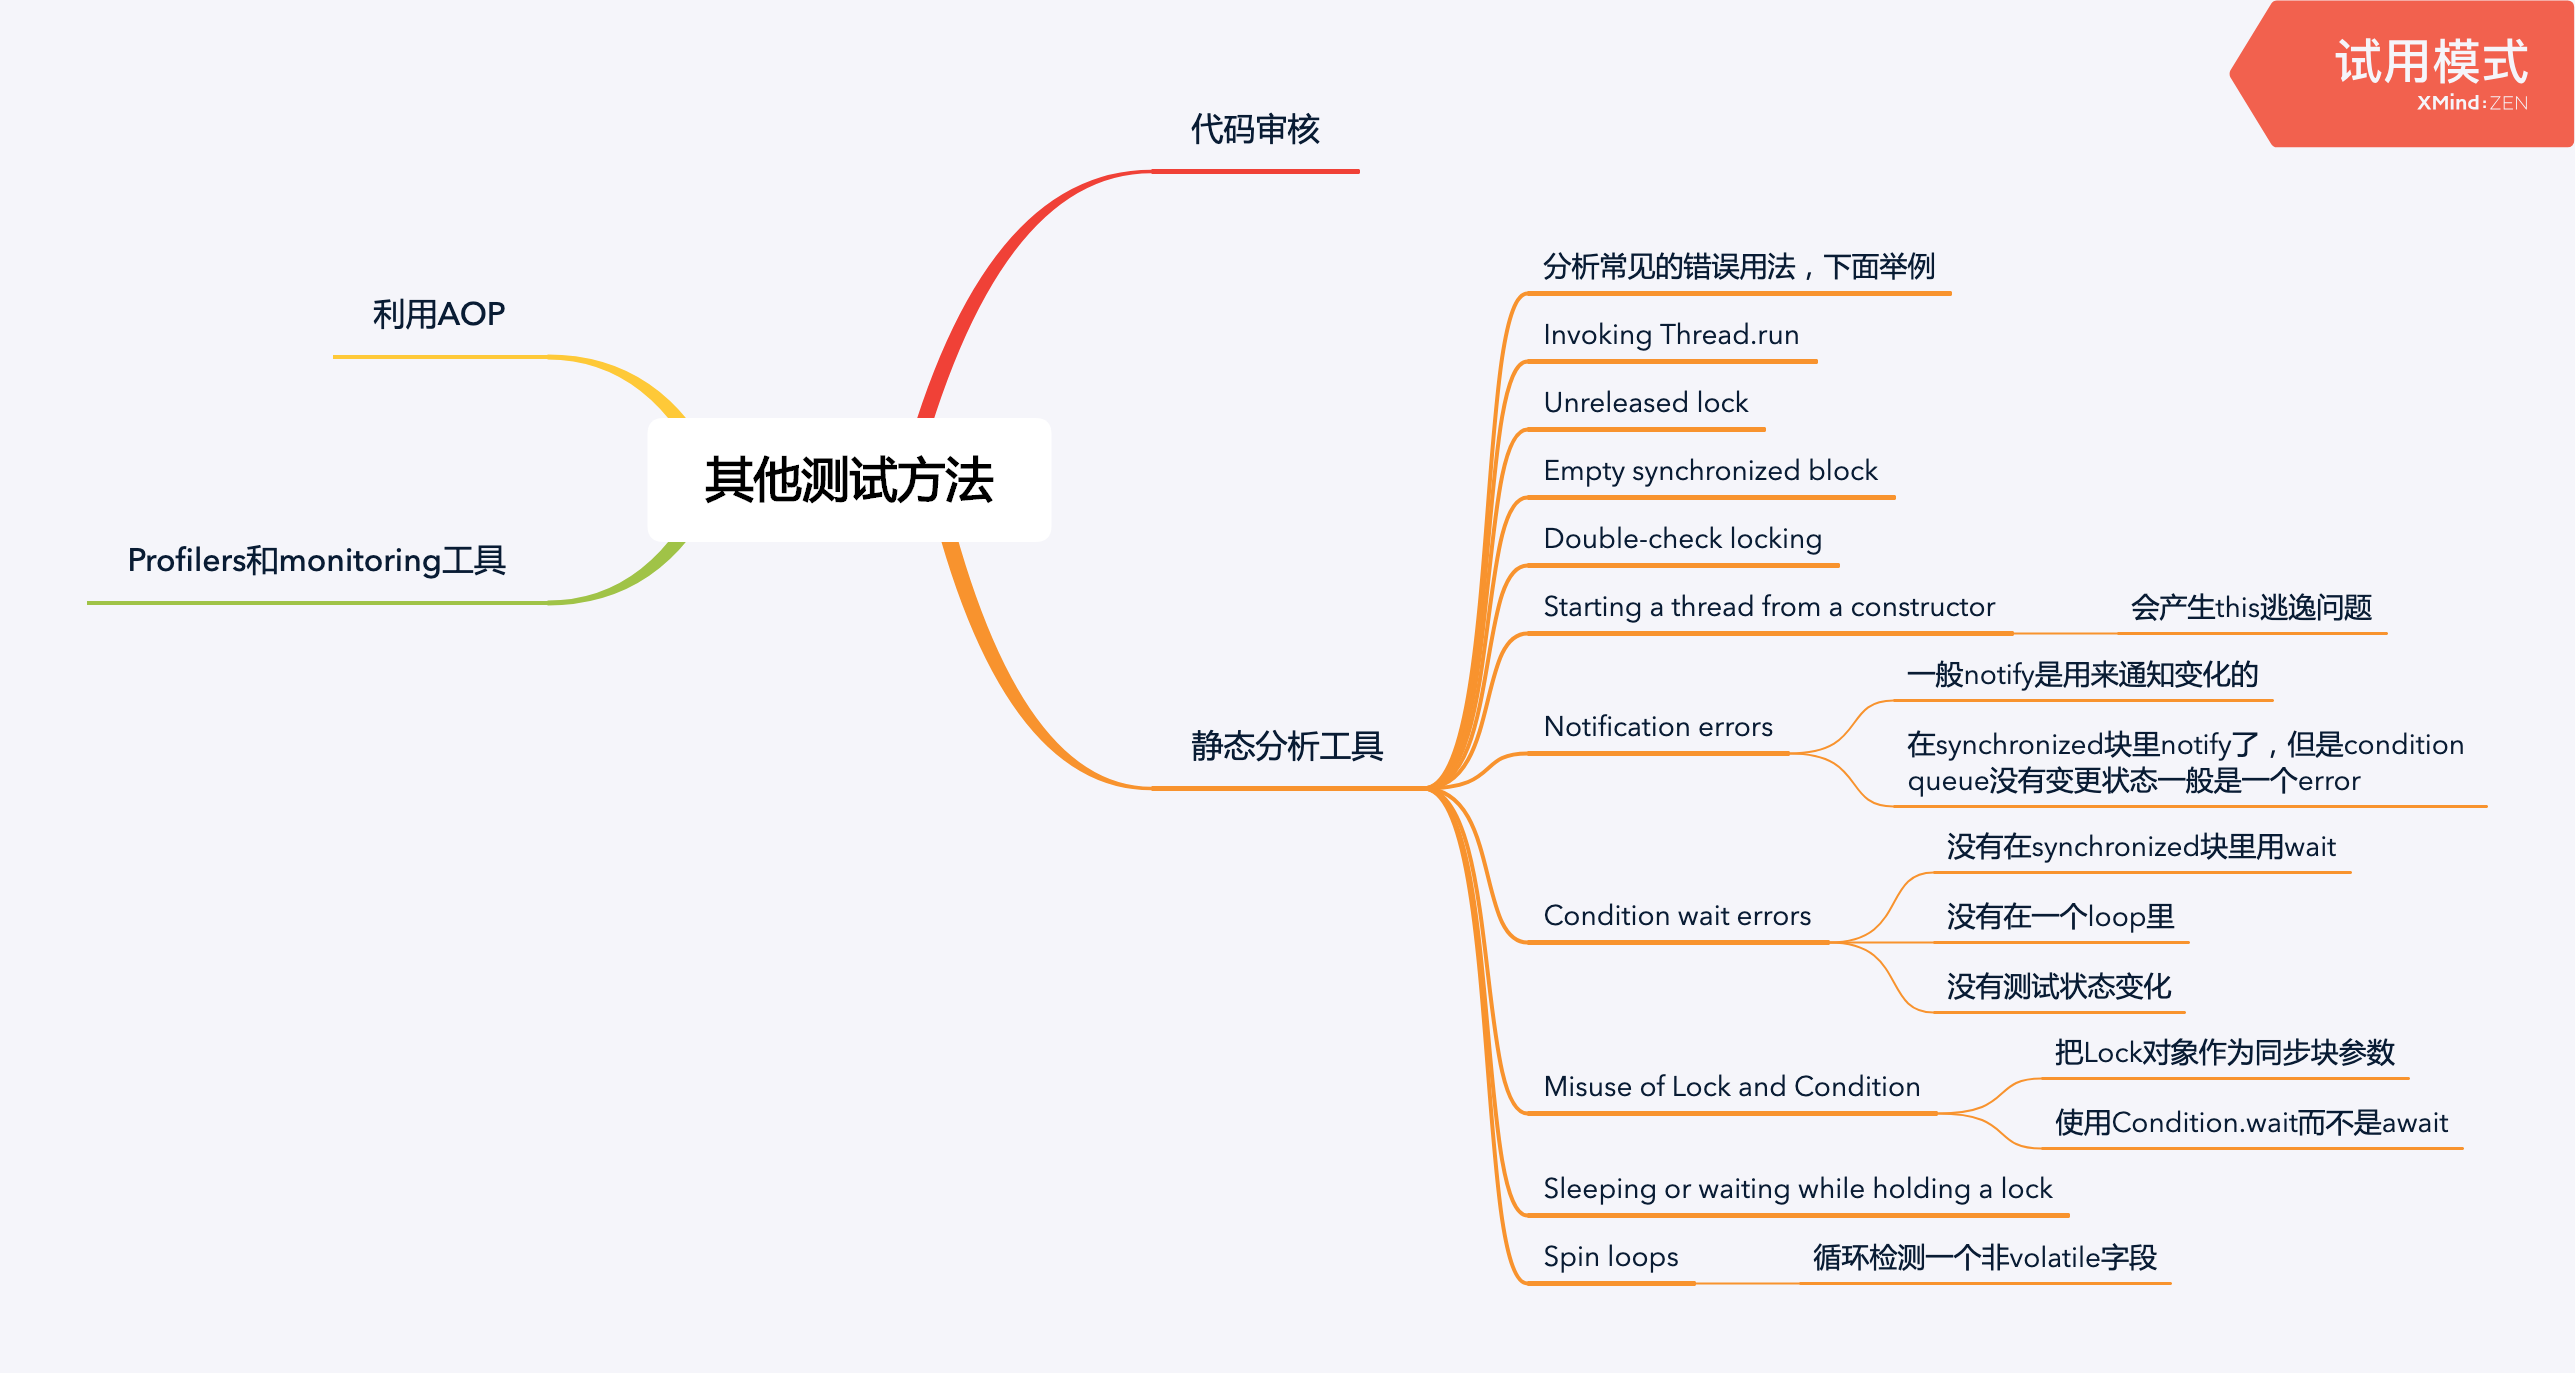 试用模式
XMind:ZEN
代码审核
利用AOP
其他测试方法
Profilers和monitoring工具
静态分析工具
分析常见的错误用法，下面举例
Invoking Thread.run
Unreleased lock
Empty synchronized block
Double-check locking
Starting a thread from a constructor
会产生this逃逸问题
Notification errors
一般notify是用来通知变化的
在synchronized块里notify了，但是condition
queue没有变更状态一般是一个error
Condition wait errors
没有在synchronized块里用wait
没有在一个loop里
没有测试状态变化
Misuse of Lock and Condition
把Lock对象作为同步块参数
使用Condition.wait而不是await
Sleeping or waiting while holding a lock
Spin loops
循环检测一个非volatile字段